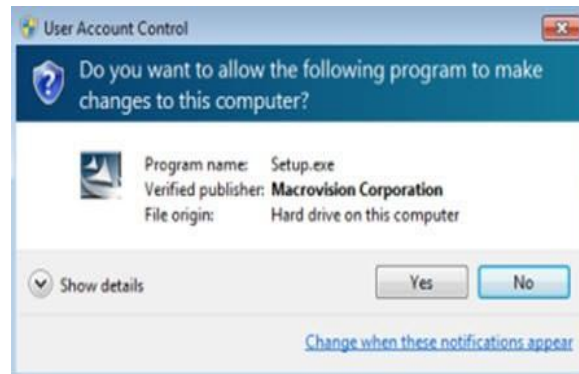 User Account Control
Do you want to allow the following program to make
changes to this computer?
Program name: Setup.exe
Verified publisher: Macrovision Corporation
File origin: Hard drive on this computer
Show details
Yes
No
Change when these notifications appear